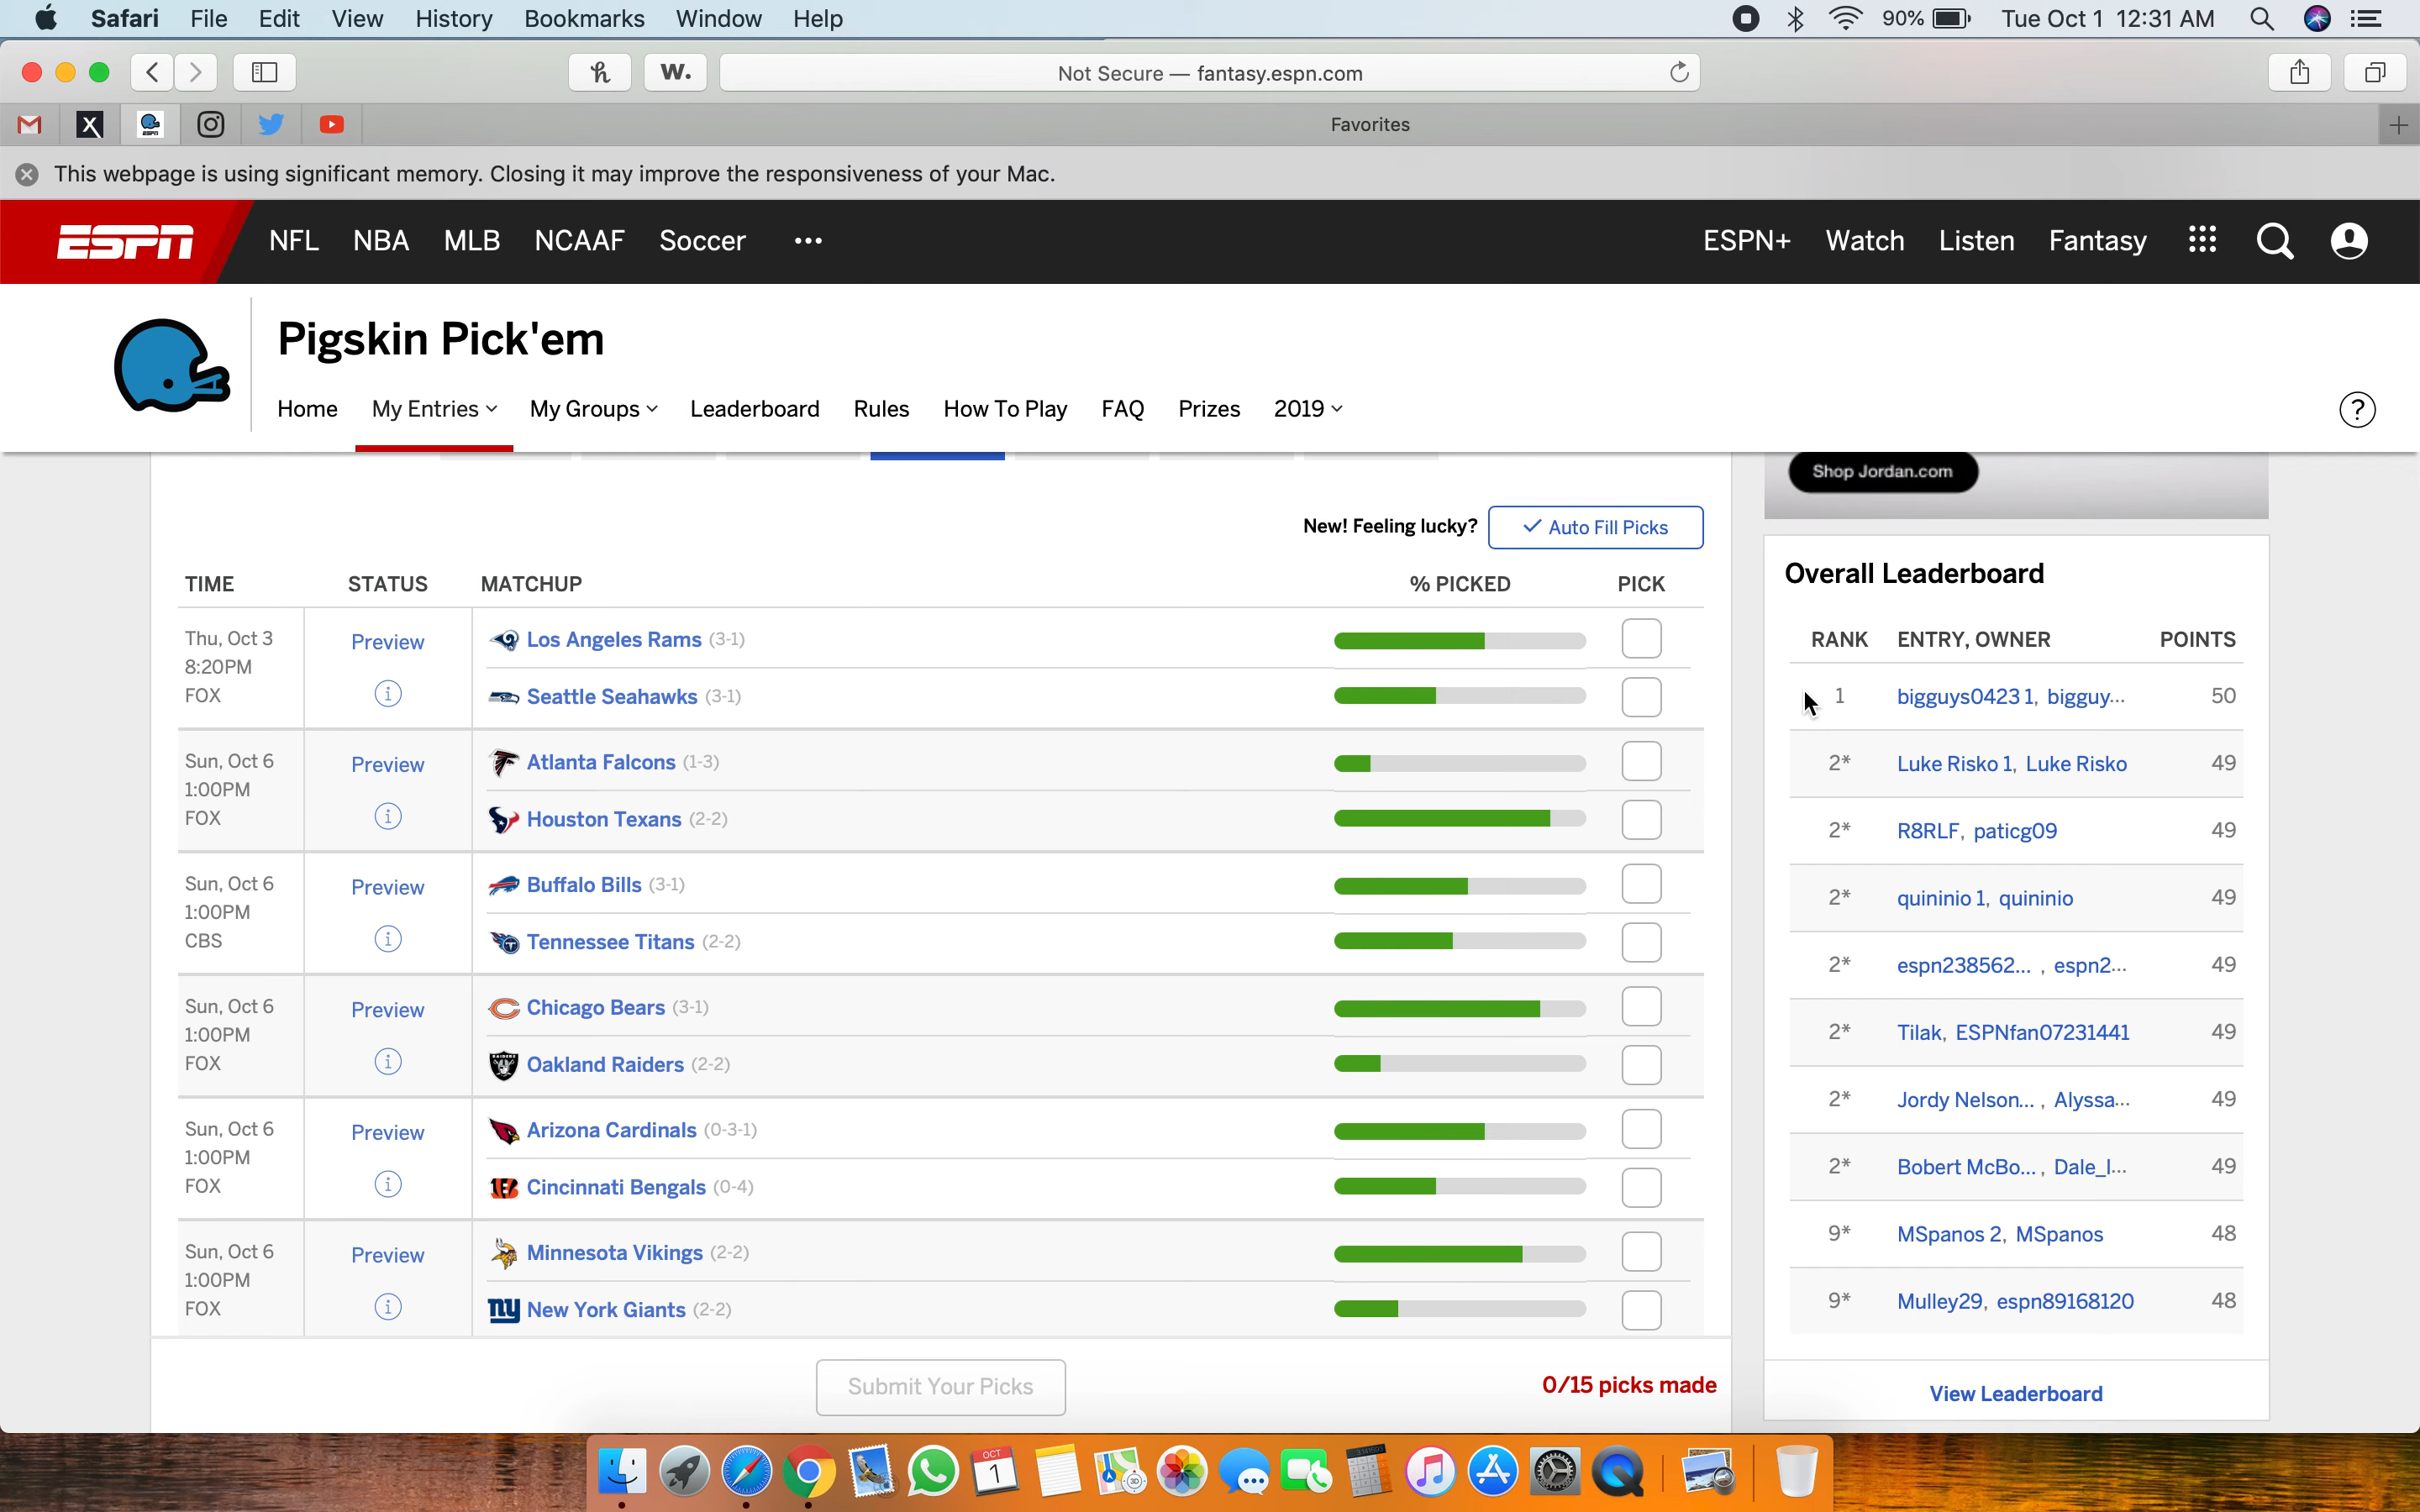 Safari File Edit View History Bookmarks Window Help 90% Tue Oct 1 12:31 AM
W. Not Secure — fantasy.espn.com
Favorites
This webpage is using significant memory. Closing it may improve the responsiveness of your Mac.
ESPN NFL NBA MLB NCAAF Soccer ••• ESPN+ Watch Listen Fantasy
Pigskin Pick'em
Home My Entries My Groups Leaderboard Rules How To Play FAQ Prizes 2019 ?
Shop Jordan.com
New! Feeling lucky? Auto Fill Picks
TIME STATUS MATCHUP % PICKED PICK
Thu, Oct 3
8:20PM
FOX
Preview
Los Angeles Rams (3-1)
Seattle Seahawks (3-1)
Sun, Oct 6
1:00PM
FOX
Preview
Atlanta Falcons (1-3)
Houston Texans (2-2)
Sun, Oct 6
1:00PM
CBS
Preview
Buffalo Bills (3-1)
Tennessee Titans (2-2)
Sun, Oct 6
1:00PM
FOX
Preview
Chicago Bears (3-1)
Oakland Raiders (2-2)
Sun, Oct 6
1:00PM
FOX
Preview
Arizona Cardinals (0-3-1)
Cincinnati Bengals (0-4)
Sun, Oct 6
1:00PM
FOX
Preview
Minnesota Vikings (2-2)
ny New York Giants (2-2)
Submit Your Picks 0/15 picks made
Overall Leaderboard
RANK ENTRY, OWNER POINTS
1 bigguys0423 1, bigguy... 50
2* Luke Risko 1, Luke Risko 49
2* R8RLF, paticg09 49
2* quininio 1, quininio 49
2* espn238562... , espn2... 49
2* Tilak, ESPNfan07231441 49
2* Jordy Nelson... , Alyssa... 49
2* Bobert McBo... , Dale_I... 49
9* MSpanos 2, MSpanos 48
9* Mulley29, espn89168120 48
View Leaderboard
OCT
1
3D